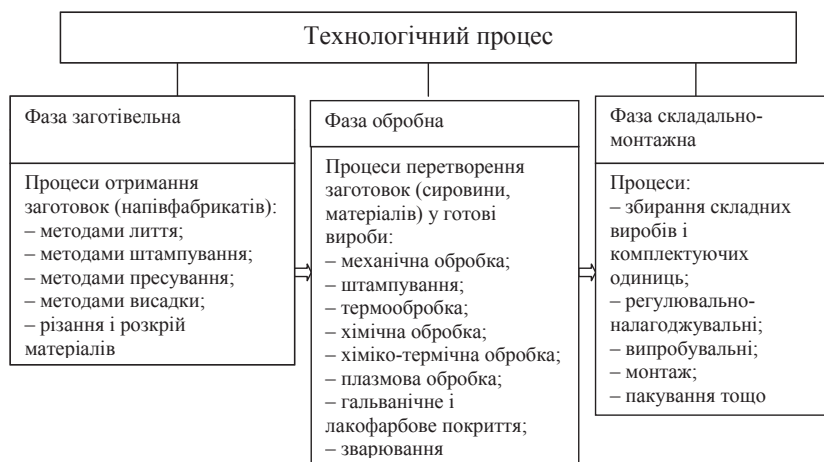 Технологічний процес
Фаза заготівельна
Процеси отримання
заготовок (напівфабрикатів):
– методами лиття;
– методами штампування;
– методами пресування;
– методами висадки;
– різання і розкрій
матеріалів
Фаза обробна
Процеси перетворення
заготовок (сировини,
матеріалів) у готові
вироби:
– механічна обробка;
– штампування;
– термообробка;
– хімічна обробка;
– хіміко-термічна обробка;
– плазмова обробка;
– гальванічне і
лакофарбове покриття;
– зварювання
Фаза складально-
монтажна
Процеси:
– збирання складних
виробів і
комплектуючих
одиниць;
– регулювально-
налагоджувальні;
– випробувальні;
– монтаж;
– пакування тощо